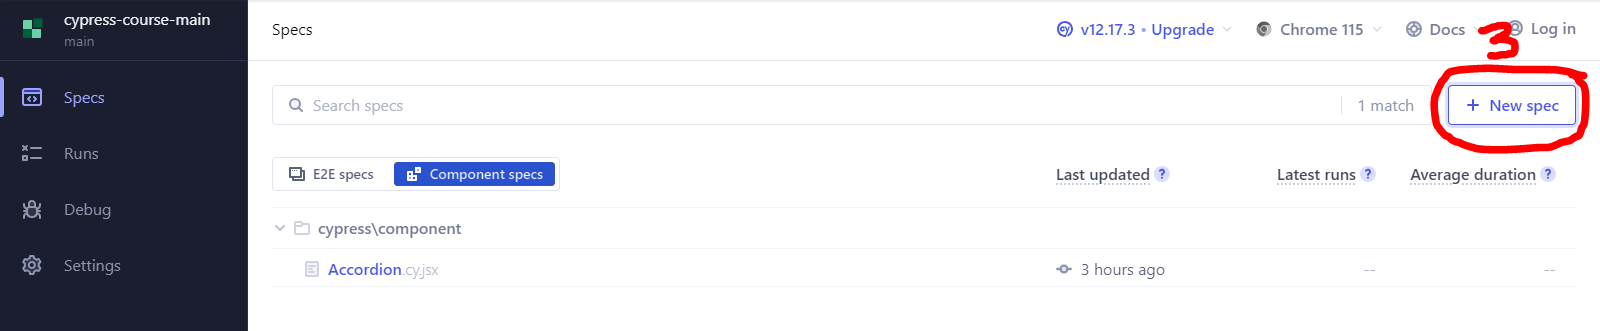 cypress-course-main
main
Specs
Runs
Debug
Settings
Specs
v12.17.3 • Upgrade
Chrome 115
Docs
Log in
3
Search specs
1 match
+ New spec
E2E specs
Component specs
Last updated ?
Latest runs ?
Average duration ?
cypress\component
Accordion.cy.jsx
3 hours ago
--
--